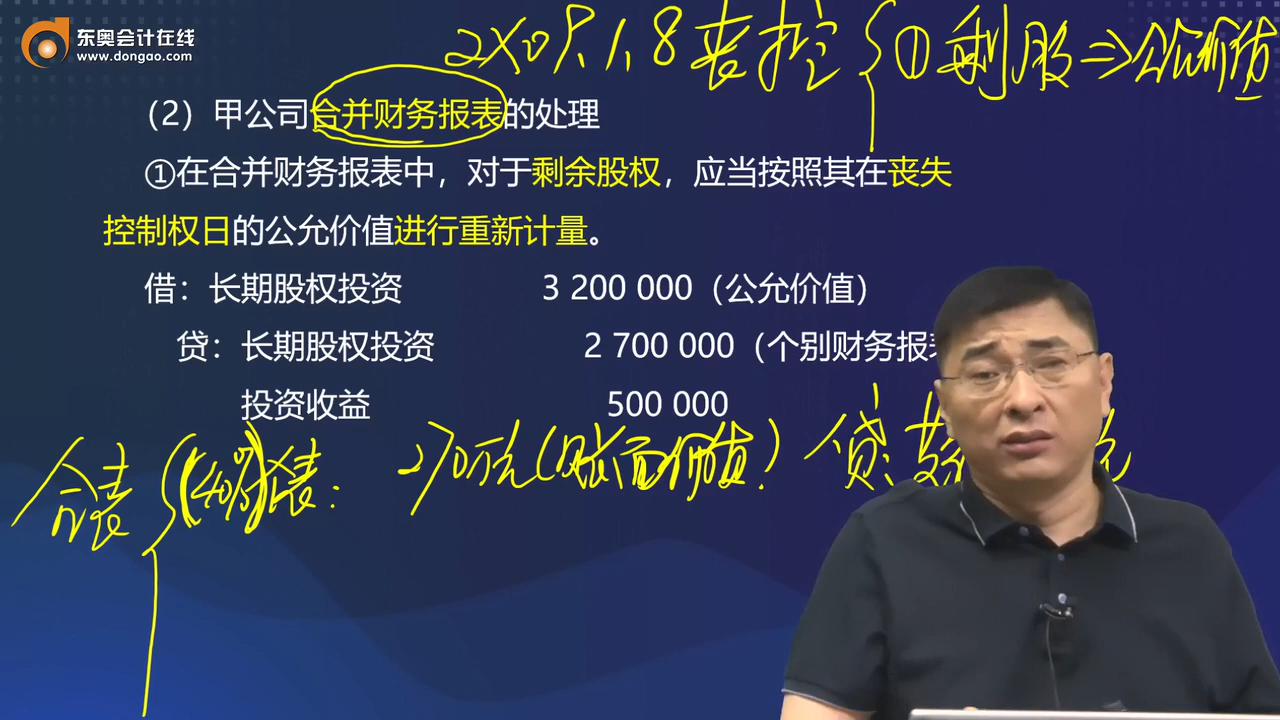 东奥会计在线
www.dongao.com
2X07.1.8 丧控 ①剩股⇒公允价值
（2）甲公司合并财务报表的处理
①在合并财务报表中，对于剩余股权，应当按照其在丧失
控制权日的公允价值进行重新计量。
借：长期股权投资 3 200 000（公允价值）
贷：长期股权投资 2 700 000（个别财务报
投资收益 500 000
合表 (40%) 表: 270万元(账面价值) 贷: